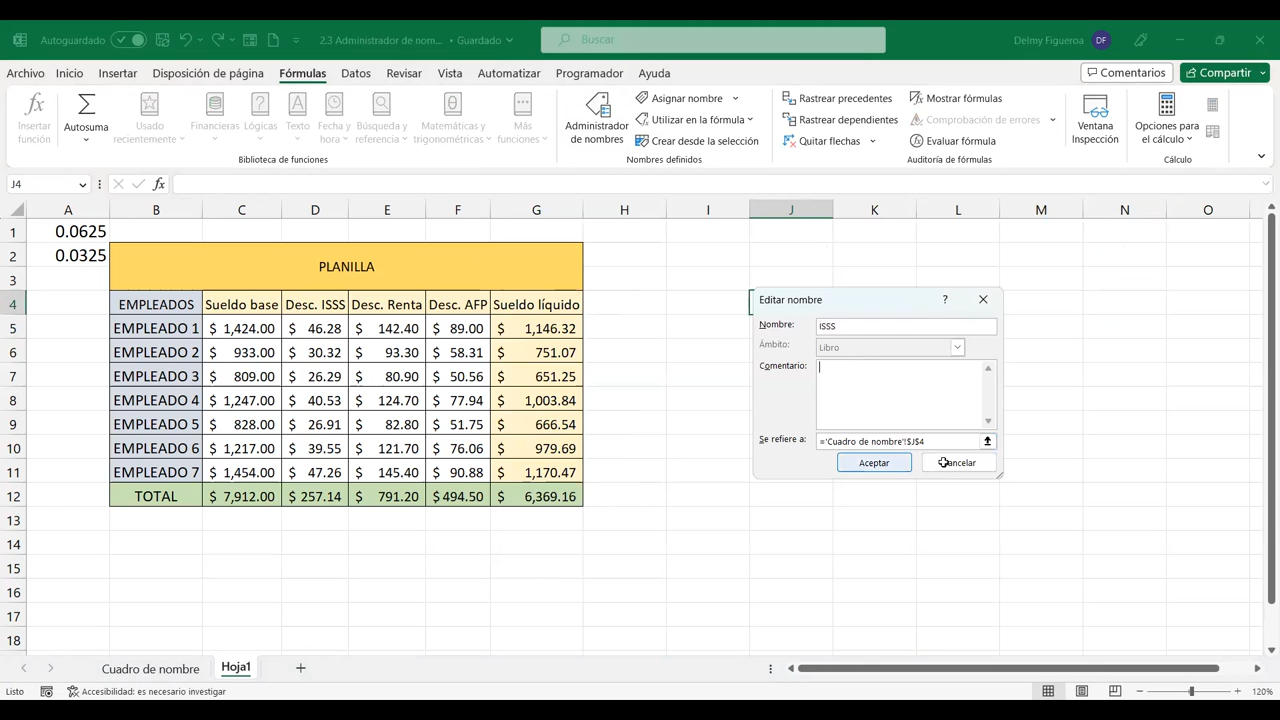 Autoguardado
2.3 Administrador de nom... • Guardado
Buscar
Delmy Figueroa DF
Archivo Inicio Insertar Disposición de página Fórmulas Datos Revisar Vista Automatizar Programador Ayuda
Comentarios Compartir
Insertar función
Autosuma
Usado recientemente
Financieras
Lógicas
Texto
Fecha y hora
Búsqueda y referencia
Matemáticas y trigonométricas
Más funciones
Biblioteca de funciones
Administrador de nombres
Asignar nombre
Utilizar en la fórmula
Crear desde la selección
Nombres definidos
Rastrear precedentes
Rastrear dependientes
Quitar flechas
Mostrar fórmulas
Comprobación de errores
Evaluar fórmula
Auditoría de fórmulas
Ventana Inspección
Opciones para el cálculo
Cálculo
J4
fx
A B C D E F G H I J K L M N O
1 0.0625
2 0.0325
3 PLANILLA
4 EMPLEADOS Sueldo base Desc. ISSS Desc. Renta Desc. AFP Sueldo líquido
5 EMPLEADO 1 $ 1,424.00 $ 46.28 $ 142.40 $ 89.00 $ 1,146.32
6 EMPLEADO 2 $ 933.00 $ 30.32 $ 93.30 $ 58.31 $ 751.07
7 EMPLEADO 3 $ 809.00 $ 26.29 $ 80.90 $ 50.56 $ 651.25
8 EMPLEADO 4 $ 1,247.00 $ 40.53 $ 124.70 $ 77.94 $ 1,003.84
9 EMPLEADO 5 $ 828.00 $ 26.91 $ 82.80 $ 51.75 $ 666.54
10 EMPLEADO 6 $ 1,217.00 $ 39.55 $ 121.70 $ 76.06 $ 979.69
11 EMPLEADO 7 $ 1,454.00 $ 47.26 $ 145.40 $ 90.88 $ 1,170.47
12 TOTAL $ 7,912.00 $ 257.14 $ 791.20 $ 494.50 $ 6,369.16
13
14
15
16
17
18
Editar nombre ?
Nombre: ISSS
Ámbito: Libro
Comentario:
Se refiere a: ='Cuadro de nombre'!$J$4
Aceptar Cancelar
Cuadro de nombre Hoja1
Listo Accesibilidad: es necesario investigar 120%